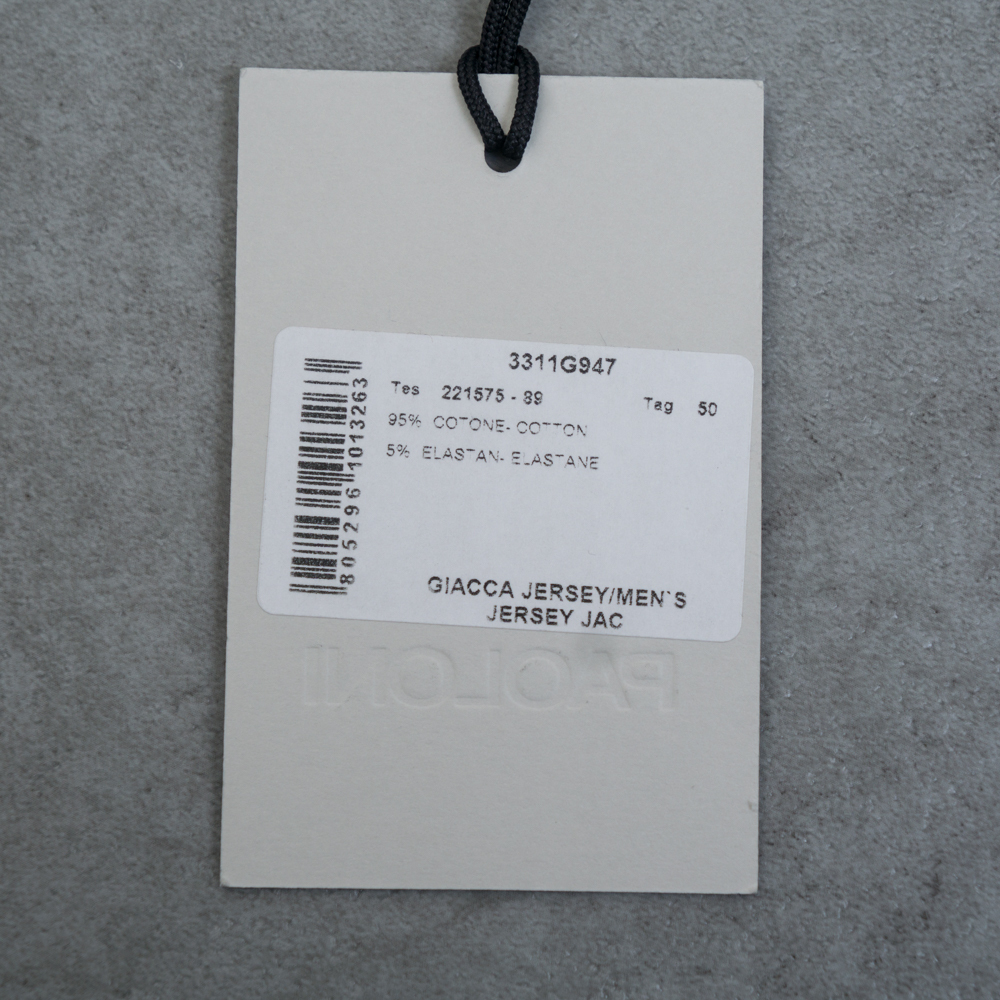 3311G947
Tes 221575 - 89
Tag 50
95% COTONE- COTTON
5% ELASTAN- ELASTANE
8052961013263
GIACCA JERSEY/MEN`S
JERSEY JAC
PAOLONI